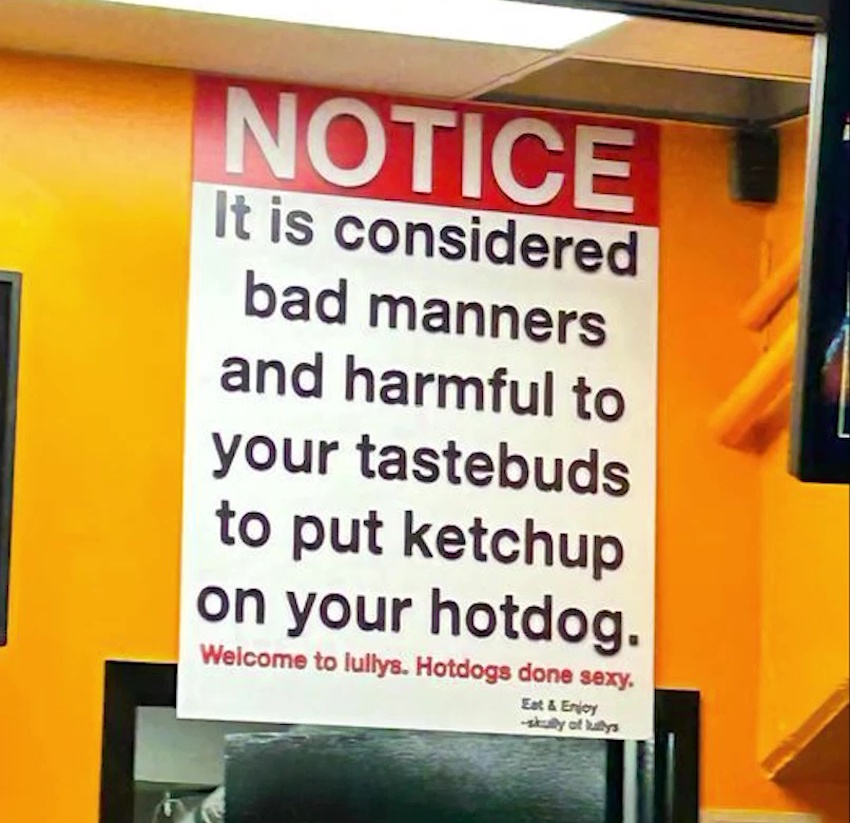 NOTICE
It is considered
bad manners
and harmful to
your tastebuds
to put ketchup
on your hotdog.
Welcome to lullys. Hotdogs done sexy.
Eat & Enjoy
-skully of lullys